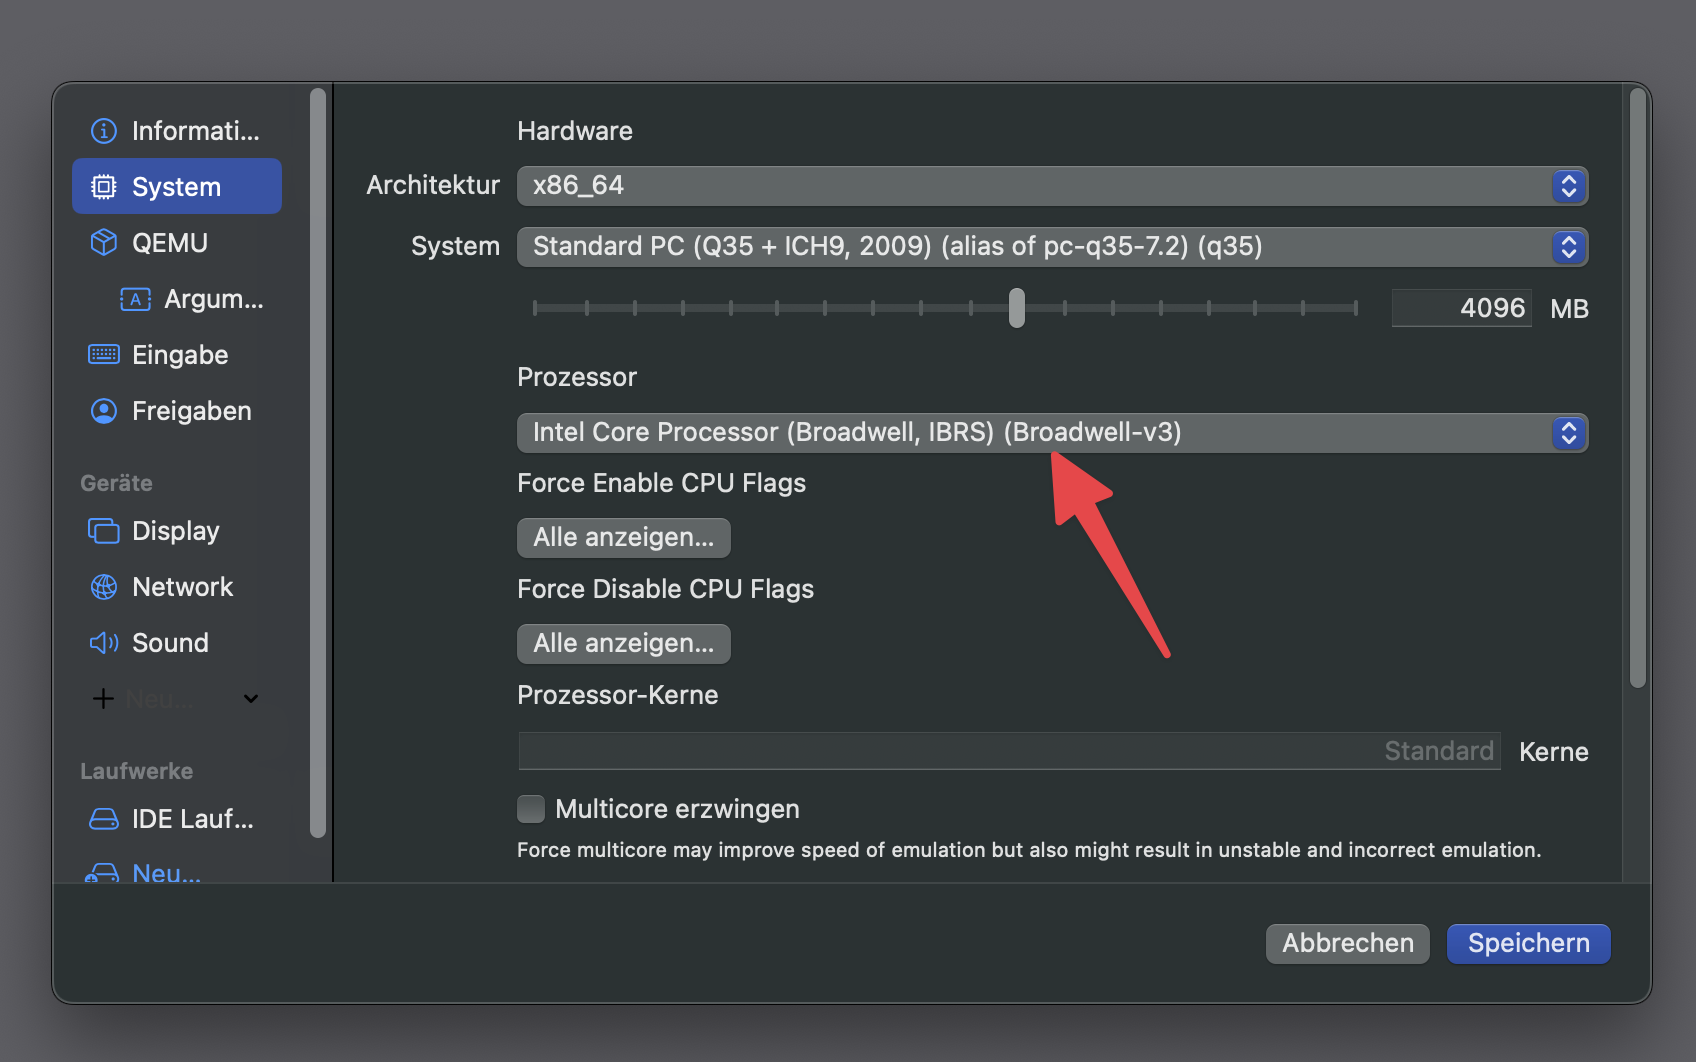 Informati...
System
QEMU
Argum...
Eingabe
Freigaben
Geräte
Display
Network
Sound
Neu...
Laufwerke
IDE Lauf...
Neu...
Hardware
Architektur x86_64
System Standard PC (Q35 + ICH9, 2009) (alias of pc-q35-7.2) (q35)
4096 MB
Prozessor
Intel Core Processor (Broadwell, IBRS) (Broadwell-v3)
Force Enable CPU Flags
Alle anzeigen...
Force Disable CPU Flags
Alle anzeigen...
Prozessor-Kerne
Standard Kerne
Multicore erzwingen
Force multicore may improve speed of emulation but also might result in unstable and incorrect emulation.
Abbrechen Speichern